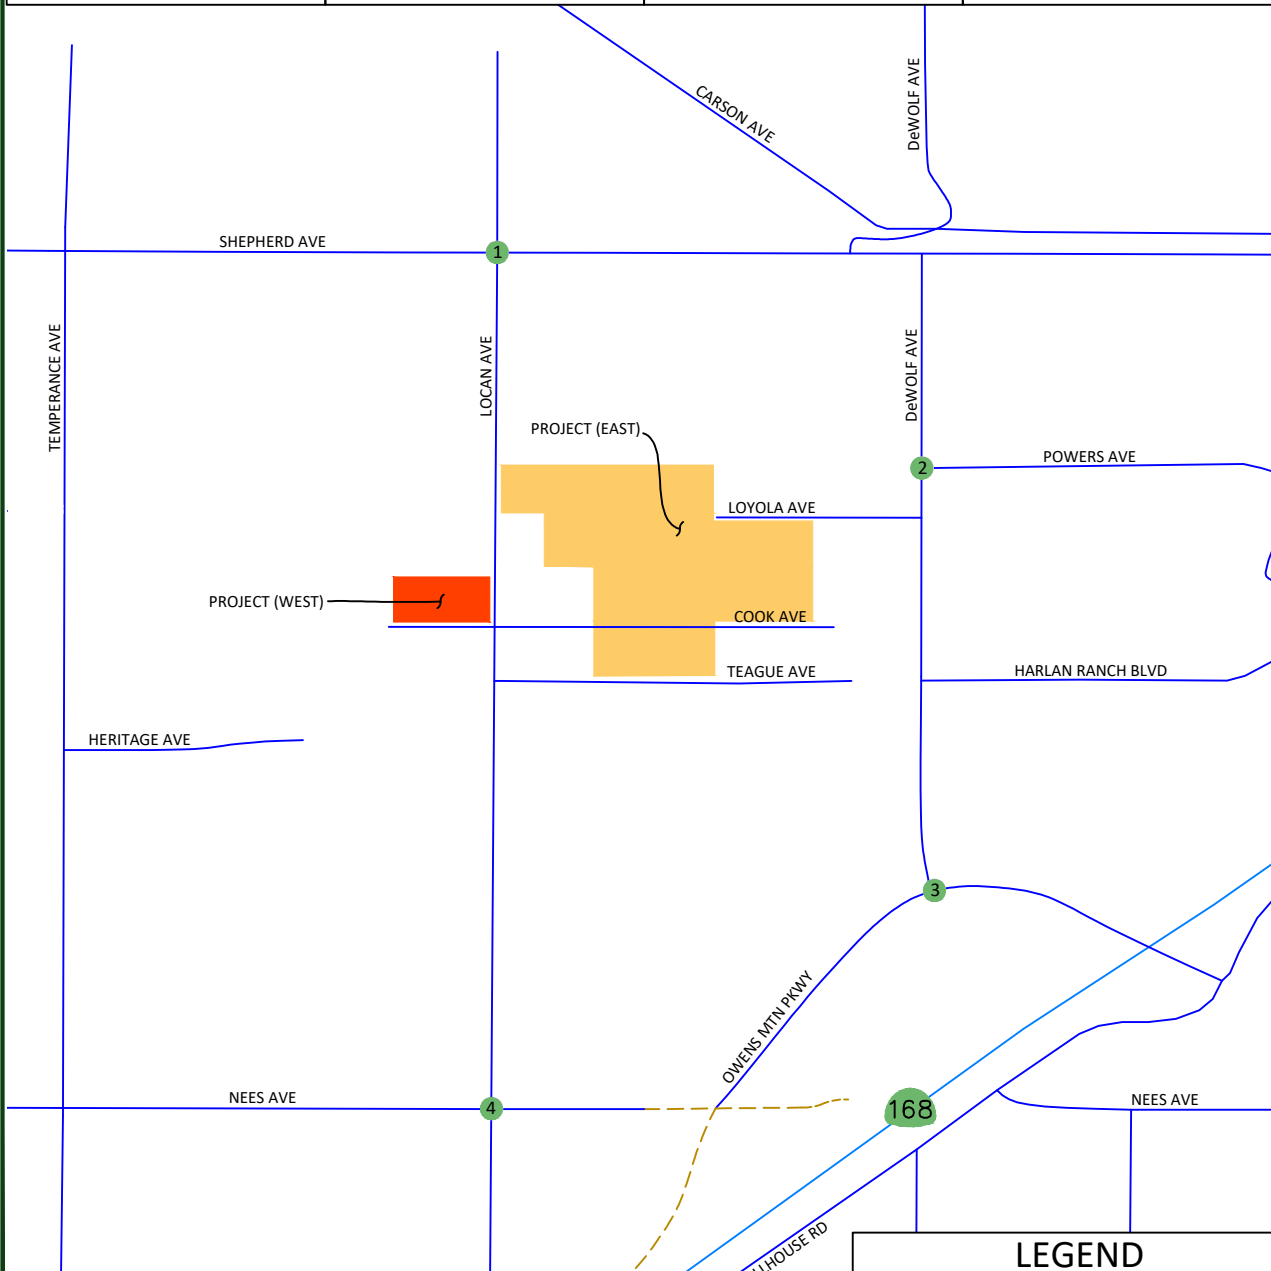 CARSON AVE
DeWOLF AVE
SHEPHERD AVE
1
TEMPERANCE AVE
LOCAN AVE
DeWOLF AVE
PROJECT (EAST)
2
POWERS AVE
LOYOLA AVE
PROJECT (WEST)
COOK AVE
TEAGUE AVE
HARLAN RANCH BLVD
HERITAGE AVE
3
OWENS MTN PKWY
NEES AVE
4
168
NEES AVE
LLHOUSE RD
LEGEND